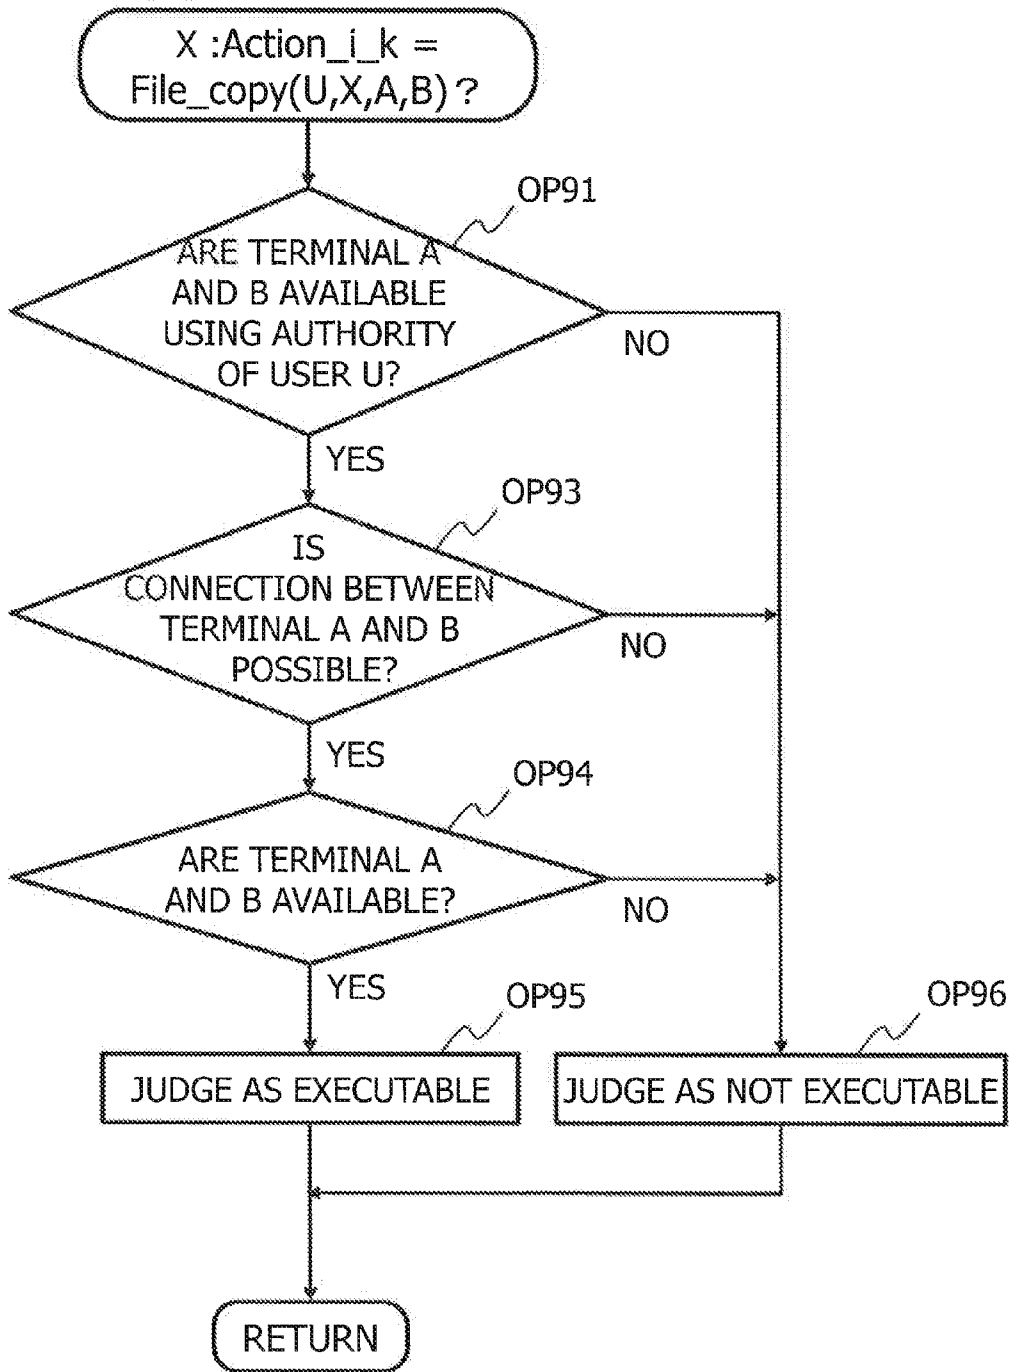 X :Action_i_k =
File_copy(U,X,A,B) ?
OP91
ARE TERMINAL A
AND B AVAILABLE
USING AUTHORITY
OF USER U?
NO
YES
OP93
IS
CONNECTION BETWEEN
TERMINAL A AND B
POSSIBLE?
NO
YES
OP94
ARE TERMINAL A
AND B AVAILABLE?
NO
YES
OP95
OP96
JUDGE AS EXECUTABLE
JUDGE AS NOT EXECUTABLE
RETURN